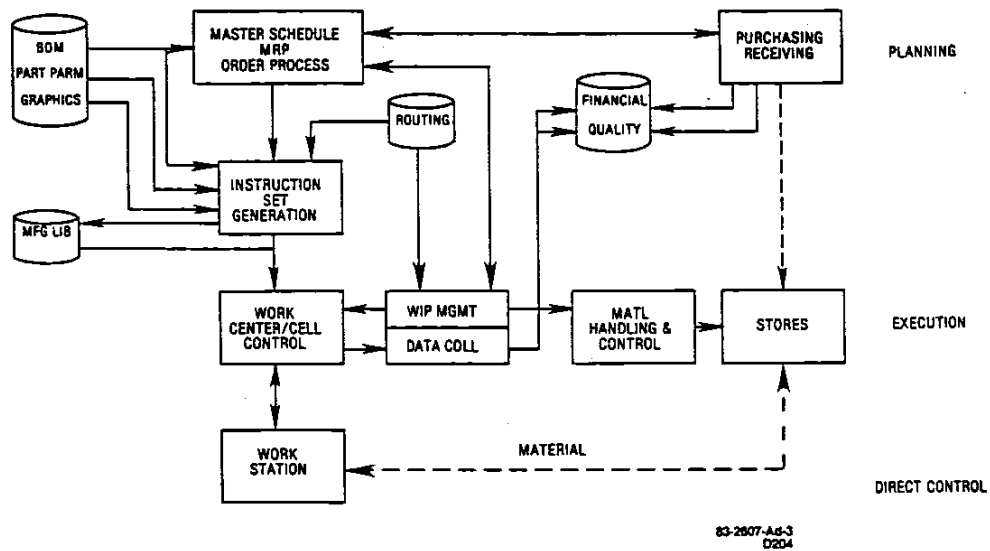 BOM
PART PARM
GRAPHICS
MASTER SCHEDULE
MRP
ORDER PROCESS
PURCHASING
RECEIVING
PLANNING
ROUTING
FINANCIAL
QUALITY
INSTRUCTION
SET
GENERATION
MFG LIB
WORK
CENTER/CELL
CONTROL
WIP MGMT
DATA COLL
MATL
HANDLING &
CONTROL
STORES
EXECUTION
WORK
STATION
MATERIAL
DIRECT CONTROL
83-2607-Ad-3
D204